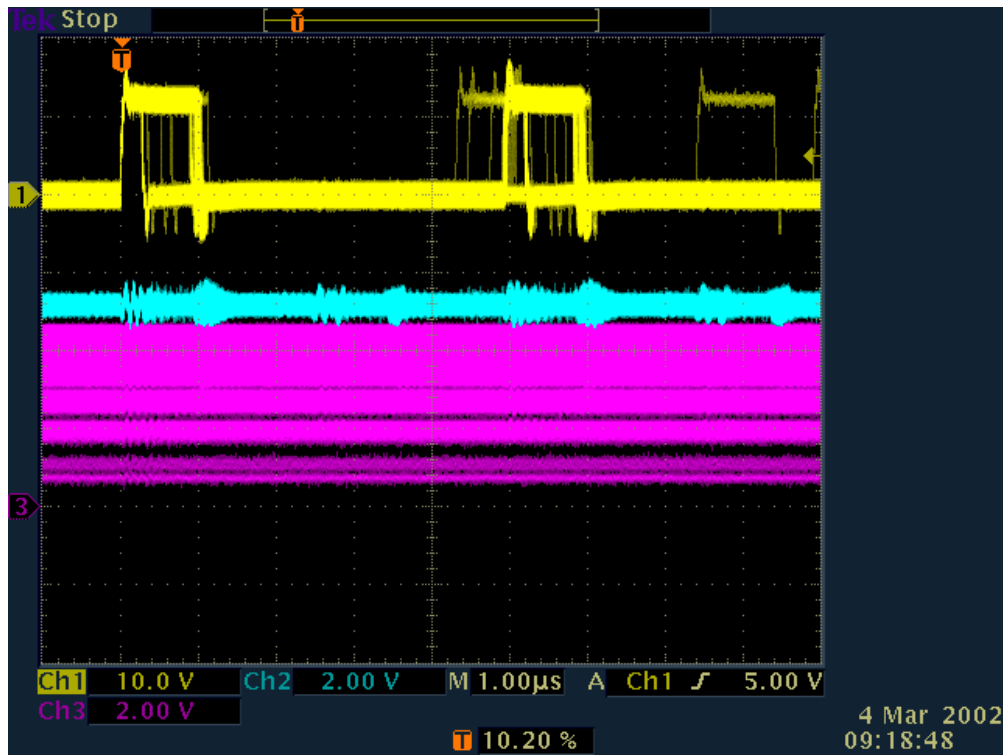 Tek Stop
T
T
1
3
Ch1 10.0 V Ch2 2.00 V M 1.00µs A Ch1 5.00 V
Ch3 2.00 V
T 10.20 %
4 Mar 2002
09:18:48